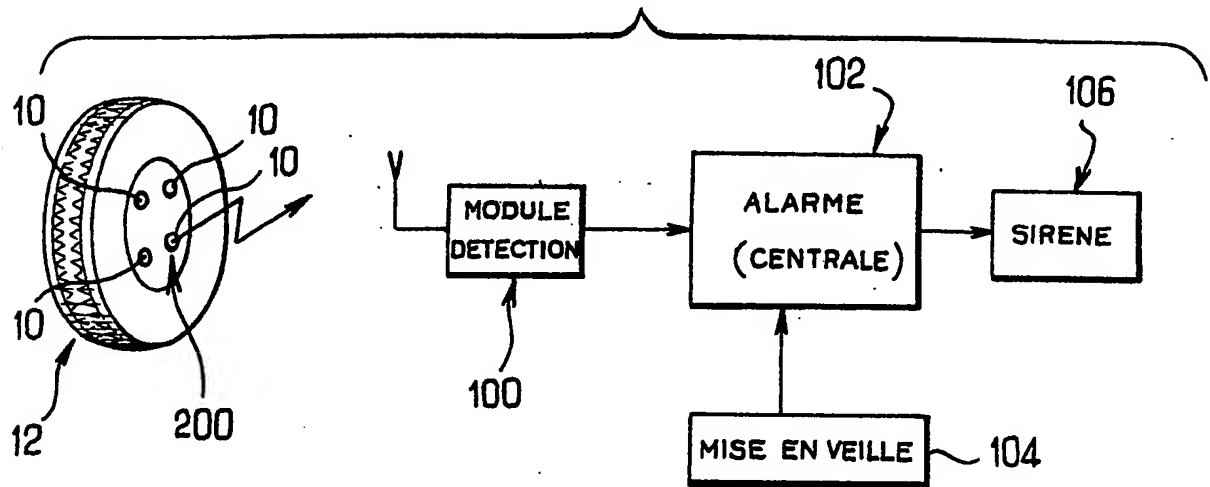 10
10
10
10
200
12
MODULE
DETECTION
100
102
ALARME
(CENTRALE)
106
SIRENE
MISE EN VEILLE
104